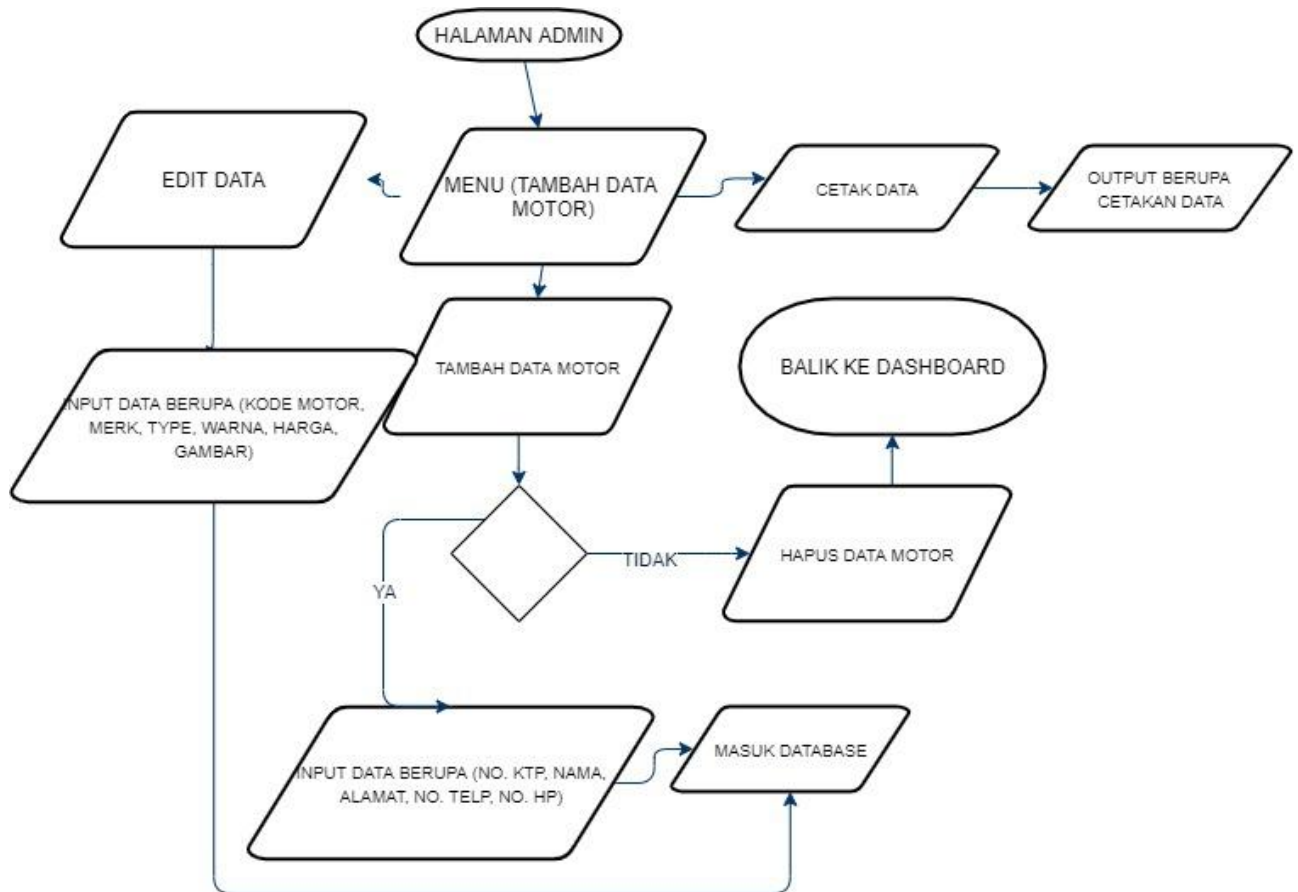 HALAMAN ADMIN
EDIT DATA
MENU (TAMBAH DATA
MOTOR)
CETAK DATA
OUTPUT BERUPA
CETAKAN DATA
TAMBAH DATA MOTOR
BALIK KE DASHBOARD
INPUT DATA BERUPA (KODE MOTOR,
MERK, TYPE, WARNA, HARGA,
GAMBAR)
TIDAK
HAPUS DATA MOTOR
YA
INPUT DATA BERUPA (NO. KTP, NAMA,
ALAMAT, NO. TELP, NO. HP)
MASUK DATABASE